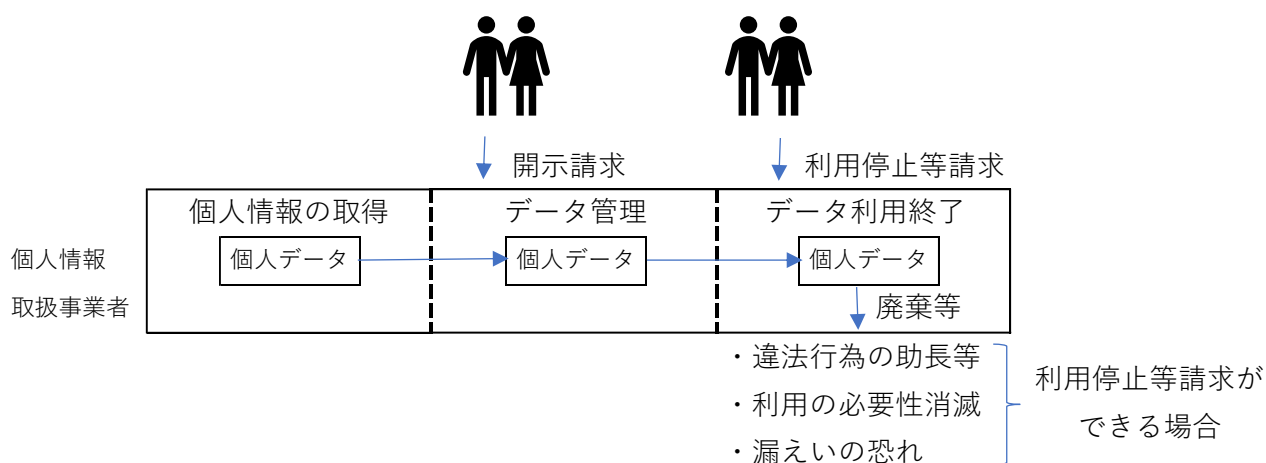 開示請求
利用停止等請求
個人情報の取得
データ管理
データ利用終了
個人情報
取扱事業者
個人データ
個人データ
個人データ
廃棄等
・違法行為の助長等
・利用の必要性消滅
・漏えいの恐れ
利用停止等請求が
できる場合